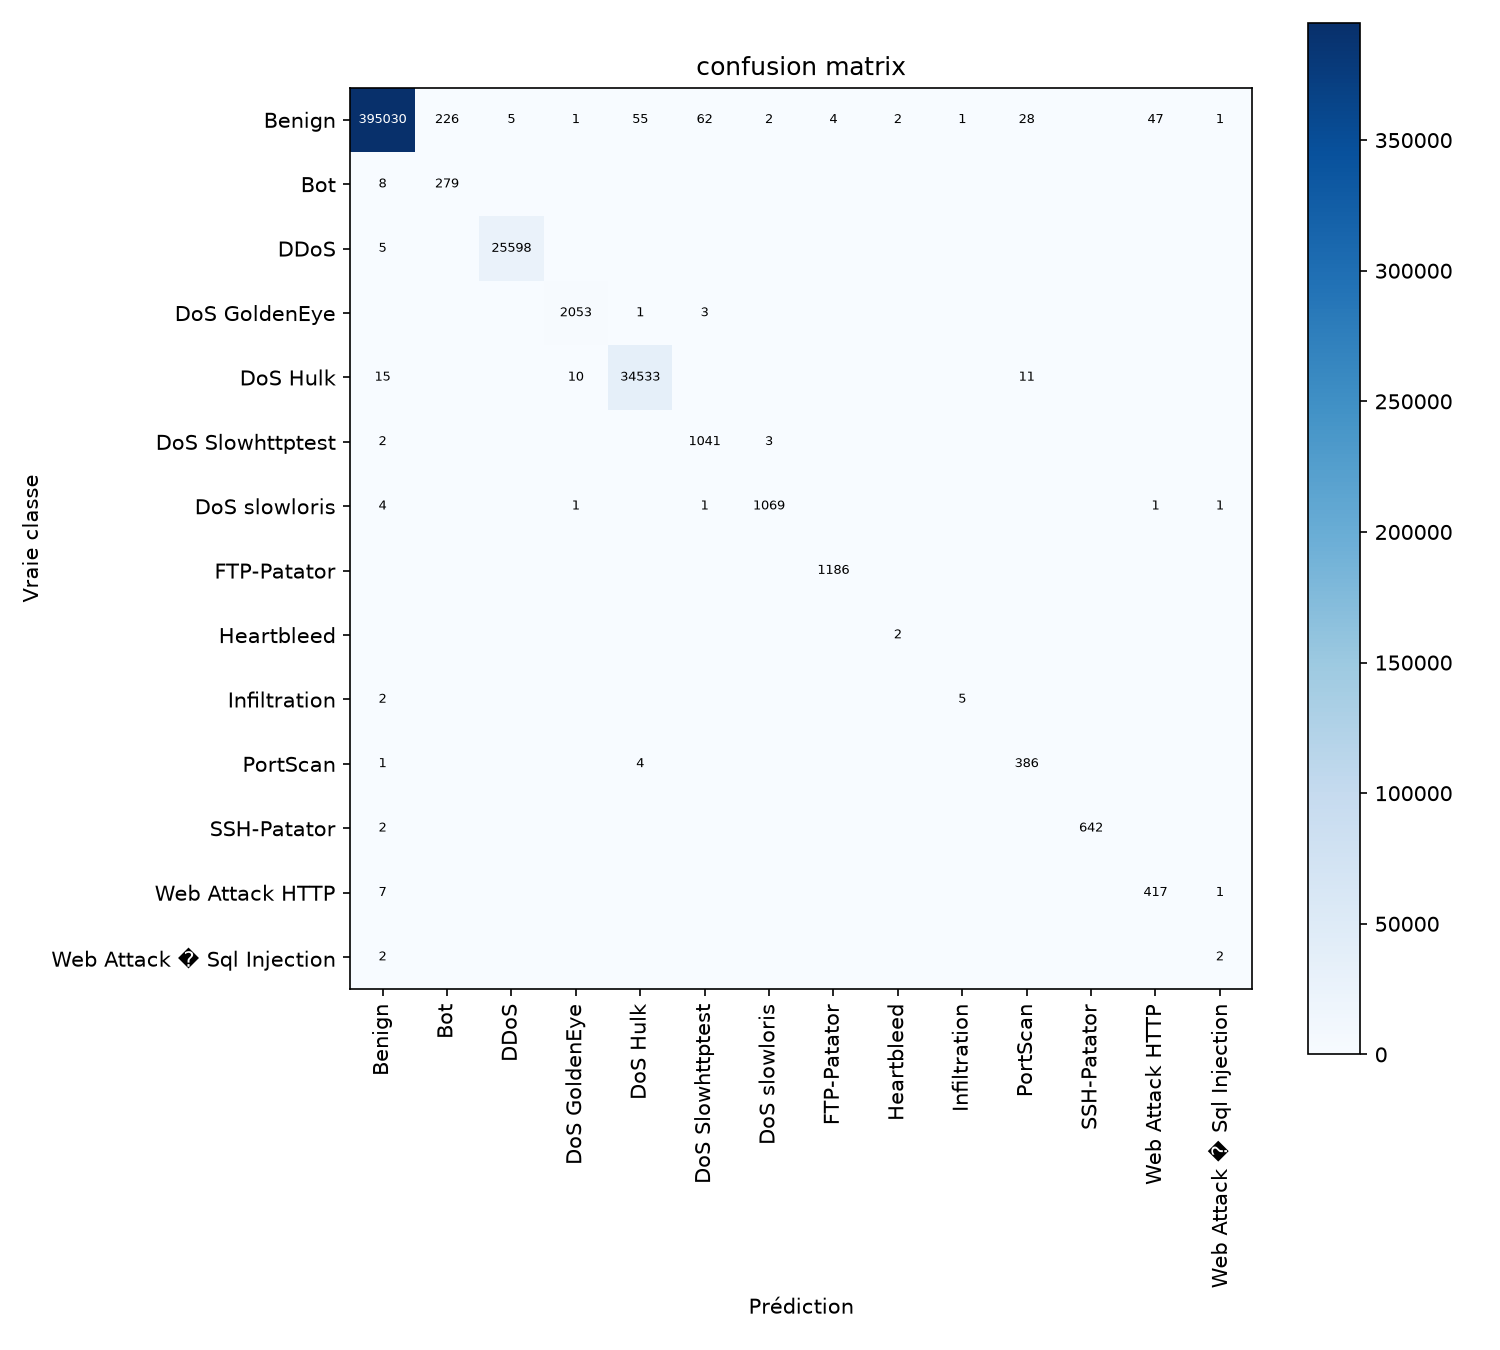 confusion matrix
Benign 395030 226 5 1 55 62 2 4 2 1 28 47 1
Bot 8 279
DDoS 5 25598
DoS GoldenEye 2053 1 3
DoS Hulk 15 10 34533 11
DoS Slowhttptest 2 1041 3
DoS slowloris 4 1 1 1069 1 1
FTP-Patator 1186
Heartbleed 2
Infiltration 2 5
PortScan 1 4 386
SSH-Patator 2 642
Web Attack HTTP 7 417 1
Web Attack � Sql Injection 2 2
Vraie classe
Benign
Bot
DDoS
DoS GoldenEye
DoS Hulk
DoS Slowhttptest
DoS slowloris
FTP-Patator
Heartbleed
Infiltration
PortScan
SSH-Patator
Web Attack HTTP
Web Attack � Sql Injection
Prédiction
350000
300000
250000
200000
150000
100000
50000
0